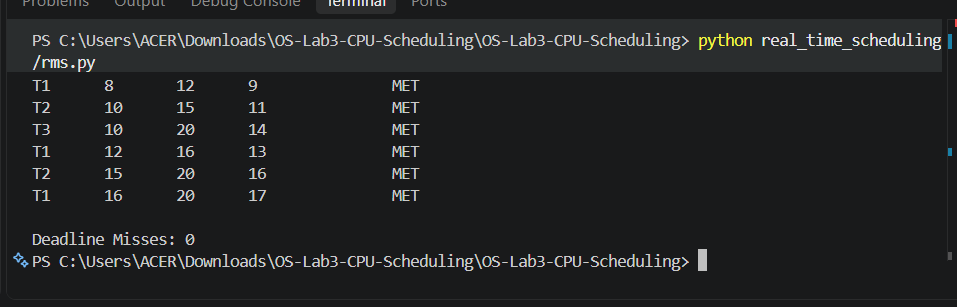 Problems Output Debug Console Terminal Ports
PS C:\Users\ACER\Downloads\OS-Lab3-CPU-Scheduling\OS-Lab3-CPU-Scheduling> python real_time_scheduling
/rms.py
T1 8 12 9 MET
T2 10 15 11 MET
T3 10 20 14 MET
T1 12 16 13 MET
T2 15 20 16 MET
T1 16 20 17 MET
Deadline Misses: 0
PS C:\Users\ACER\Downloads\OS-Lab3-CPU-Scheduling\OS-Lab3-CPU-Scheduling>